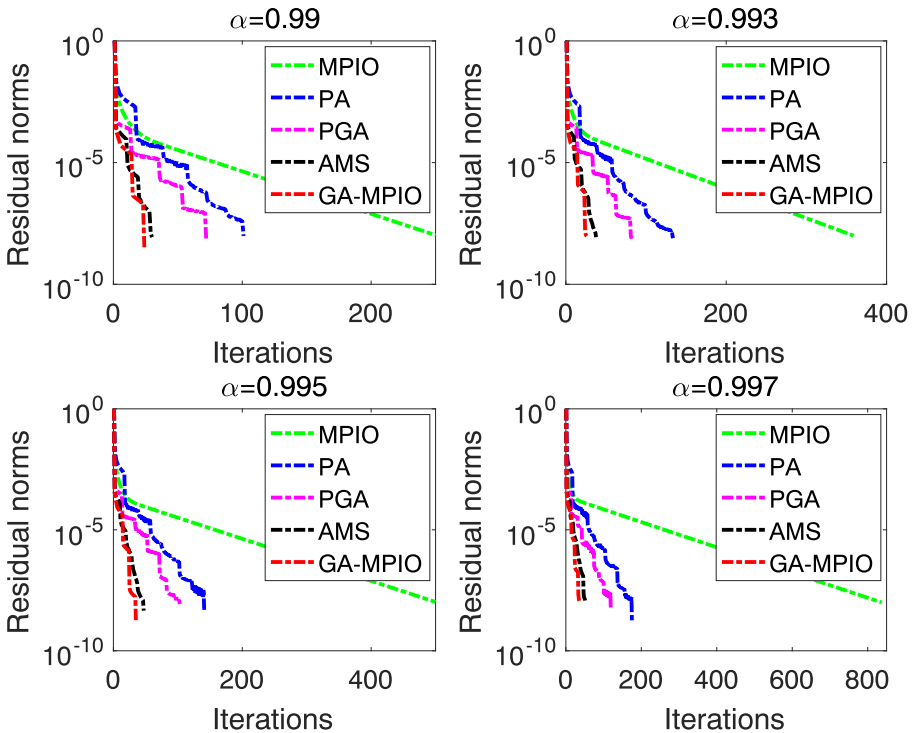 α=0.99
10^0
10^-5
10^-10
Residual norms
0
100
200
Iterations
MPIO
PA
PGA
AMS
GA-MPIO
α=0.993
10^0
10^-5
10^-10
Residual norms
0
200
400
Iterations
MPIO
PA
PGA
AMS
GA-MPIO
α=0.995
10^0
10^-5
10^-10
Residual norms
0
200
400
Iterations
MPIO
PA
PGA
AMS
GA-MPIO
α=0.997
10^0
10^-5
10^-10
Residual norms
0
200
400
600
800
Iterations
MPIO
PA
PGA
AMS
GA-MPIO